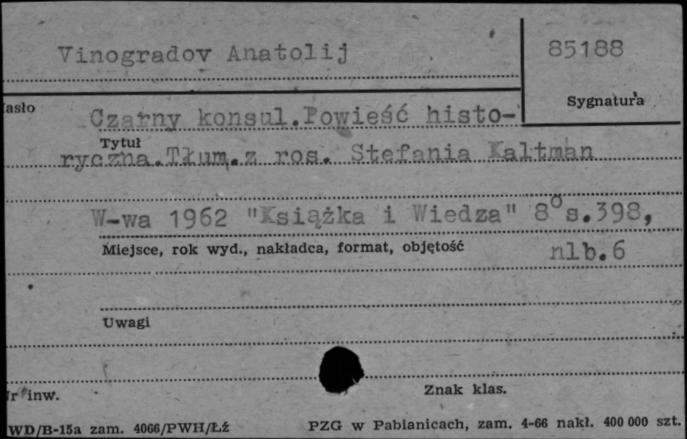 Vinogradov Anatolij
85188
asło
Sygnatura
Czarny konsul.Powieść histo-
Tytuł
ryczna.Tłum.z ros. Stefania Kaltman
W-wa 1962 "Książka i Wiedza" 8° s.398,
Miejsce, rok wyd., nakładca, format, objętość
nlb.6
Uwagi
r inw.
Znak klas.
WD/B-15a zam. 4066/PWH/Łź
PZG w Pabianicach, zam. 4-66 nakł. 400 000 szt.